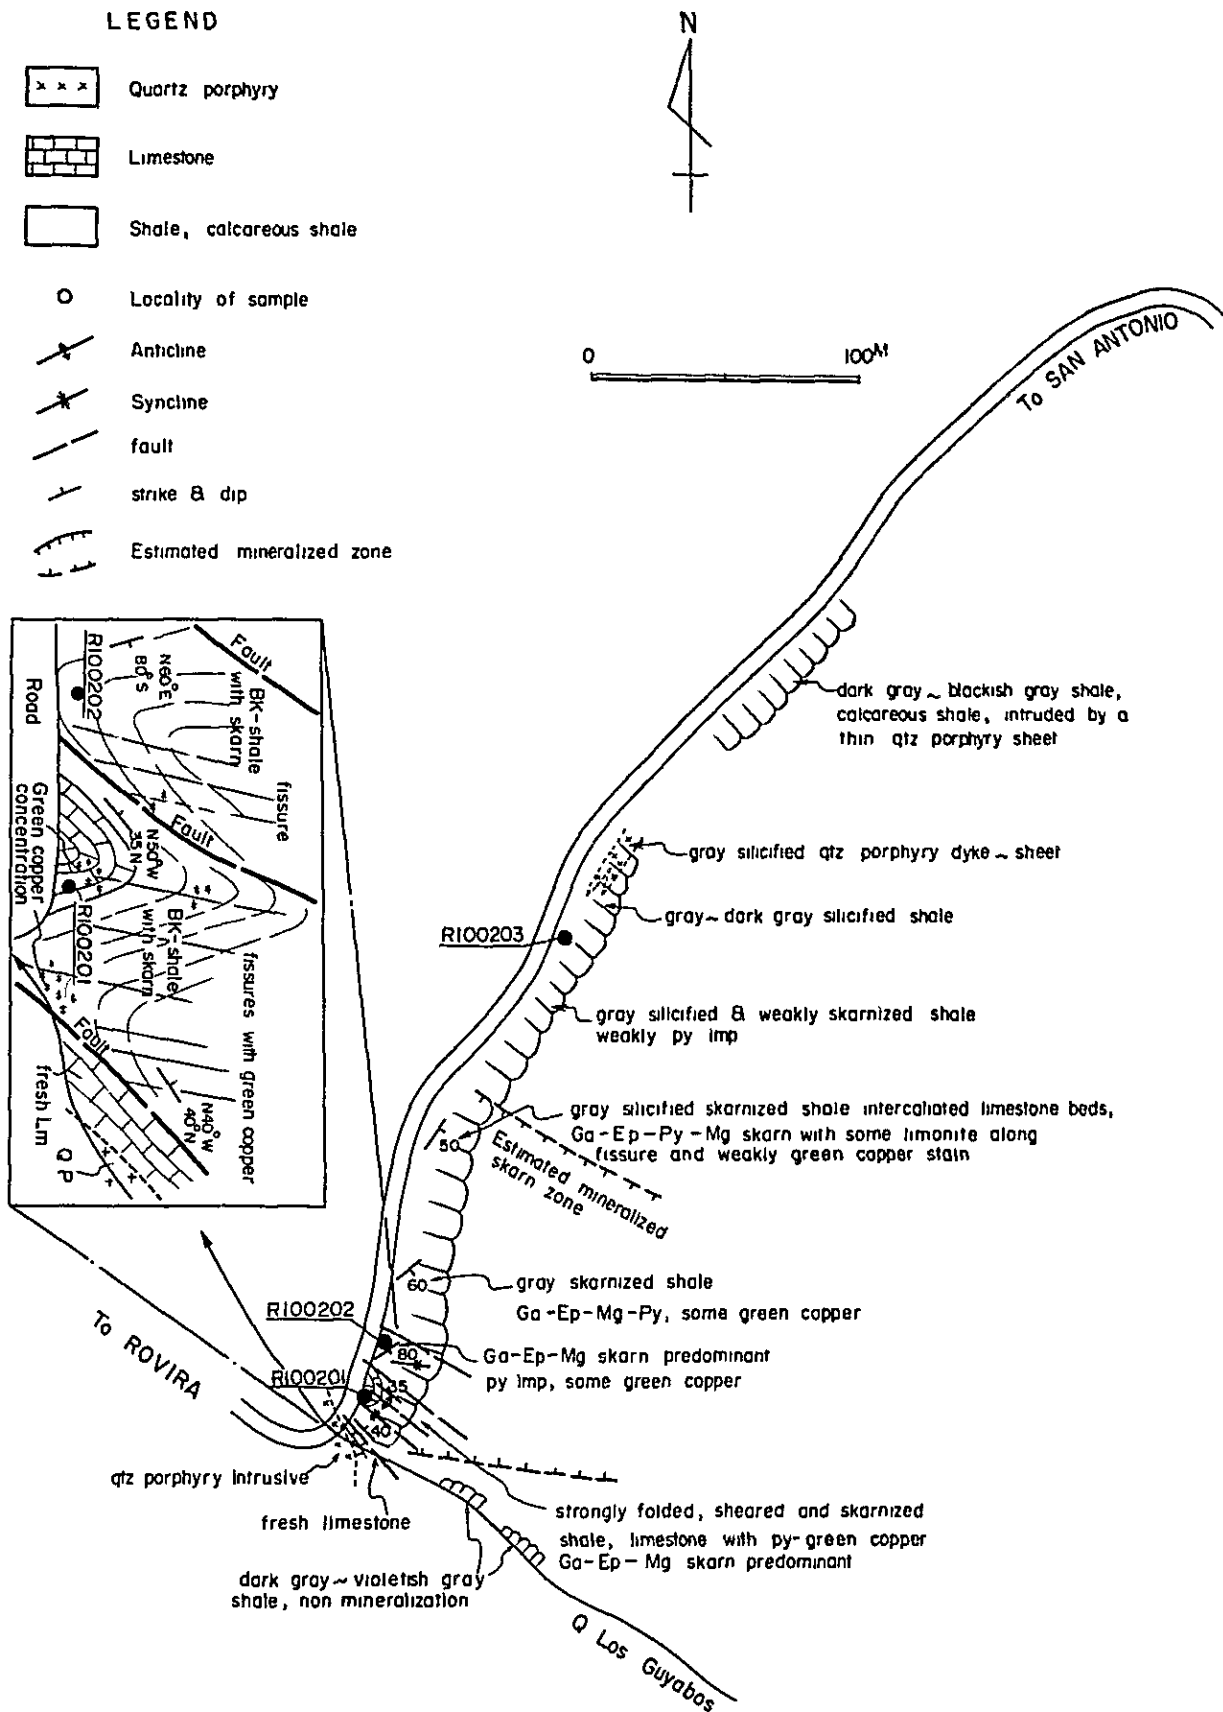 LEGEND
Quartz porphyry
Limestone
Shale, calcareous shale
Locality of sample
Anticline
Syncline
fault
strike & dip
Estimated mineralized zone
N
0 100M
To SAN ANTONIO
dark gray ~ blackish gray shale,
calcareous shale, intruded by a
thin qtz porphyry sheet
gray silicified qtz porphyry dyke ~ sheet
gray ~ dark gray silicified shale
R100203
gray silicified & weakly skarnized shale
weakly py imp
gray silicified skarnized shale intercallated limestone beds,
Ga-Ep-Py-Mg skarn with some limonite along
fissure and weakly green copper stain
50
Estimated mineralized
skarn zone
60
gray skarnized shale
Ga-Ep-Mg-Py, some green copper
R100202
80
Ga-Ep-Mg skarn predominant
py imp, some green copper
R100201
35
40
To ROVIRA
qtz porphyry intrusive
fresh limestone
strongly folded, sheared and skarnized
shale, limestone with py-green copper
Ga-Ep-Mg skarn predominant
dark gray ~ violetish gray
shale, non mineralization
Q Los Guyabos
Fault
R100202
N60°E
80°S
BK-shale
with skarn
Road
fissure
Fault
N50°W
35 N
Green copper
concentration
R100201
BK-shale
with skarn
fissures with green copper
Fault
fresh Lm
N40°W
40°N
Q P